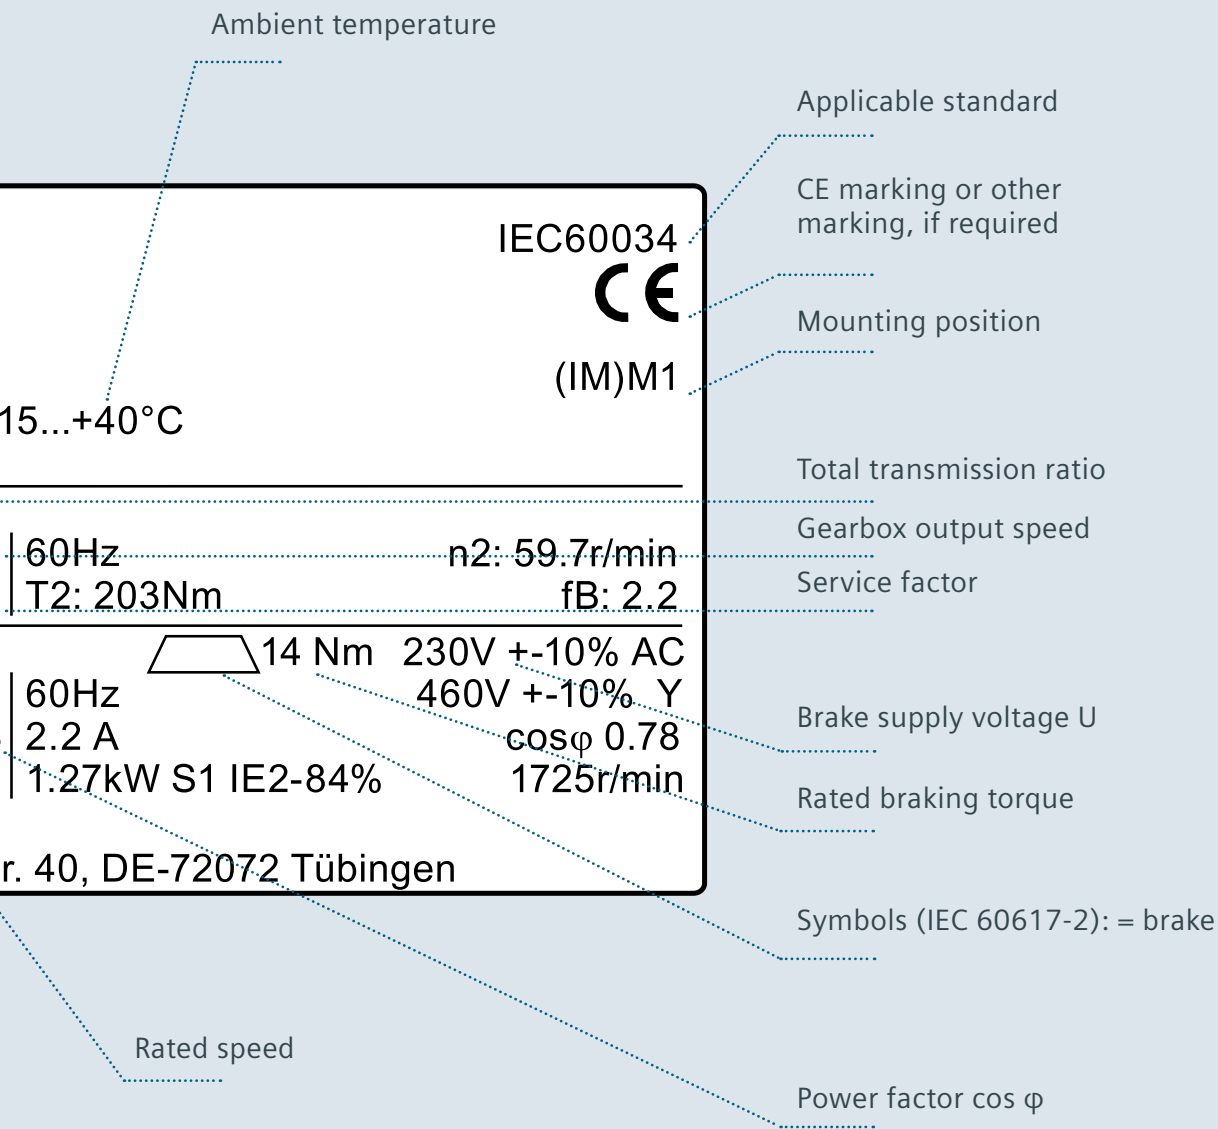 Ambient temperature
Applicable standard
CE marking or other
marking, if required
IEC60034
CE
Mounting position
(IM)M1
15...+40°C
Total transmission ratio
Gearbox output speed
60Hz n2: 59.7r/min
Service factor
T2: 203Nm fB: 2.2
14 Nm 230V +-10% AC
60Hz 460V +-10% Y
Brake supply voltage U
2.2 A cosφ 0.78
1.27kW S1 IE2-84% 1725r/min
Rated braking torque
r. 40, DE-72072 Tübingen
Symbols (IEC 60617-2): = brake
Rated speed
Power factor cos φ